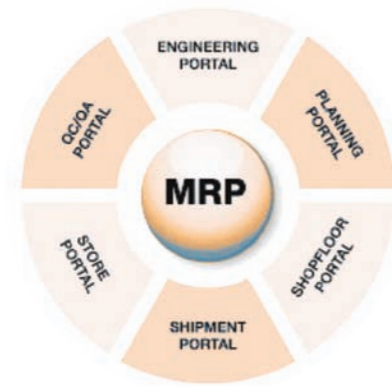 ENGINEERING
PORTAL
PLANNING
PORTAL
SHOPFLOOR
PORTAL
SHIPMENT
PORTAL
STORE
PORTAL
QC/QA
PORTAL
MRP